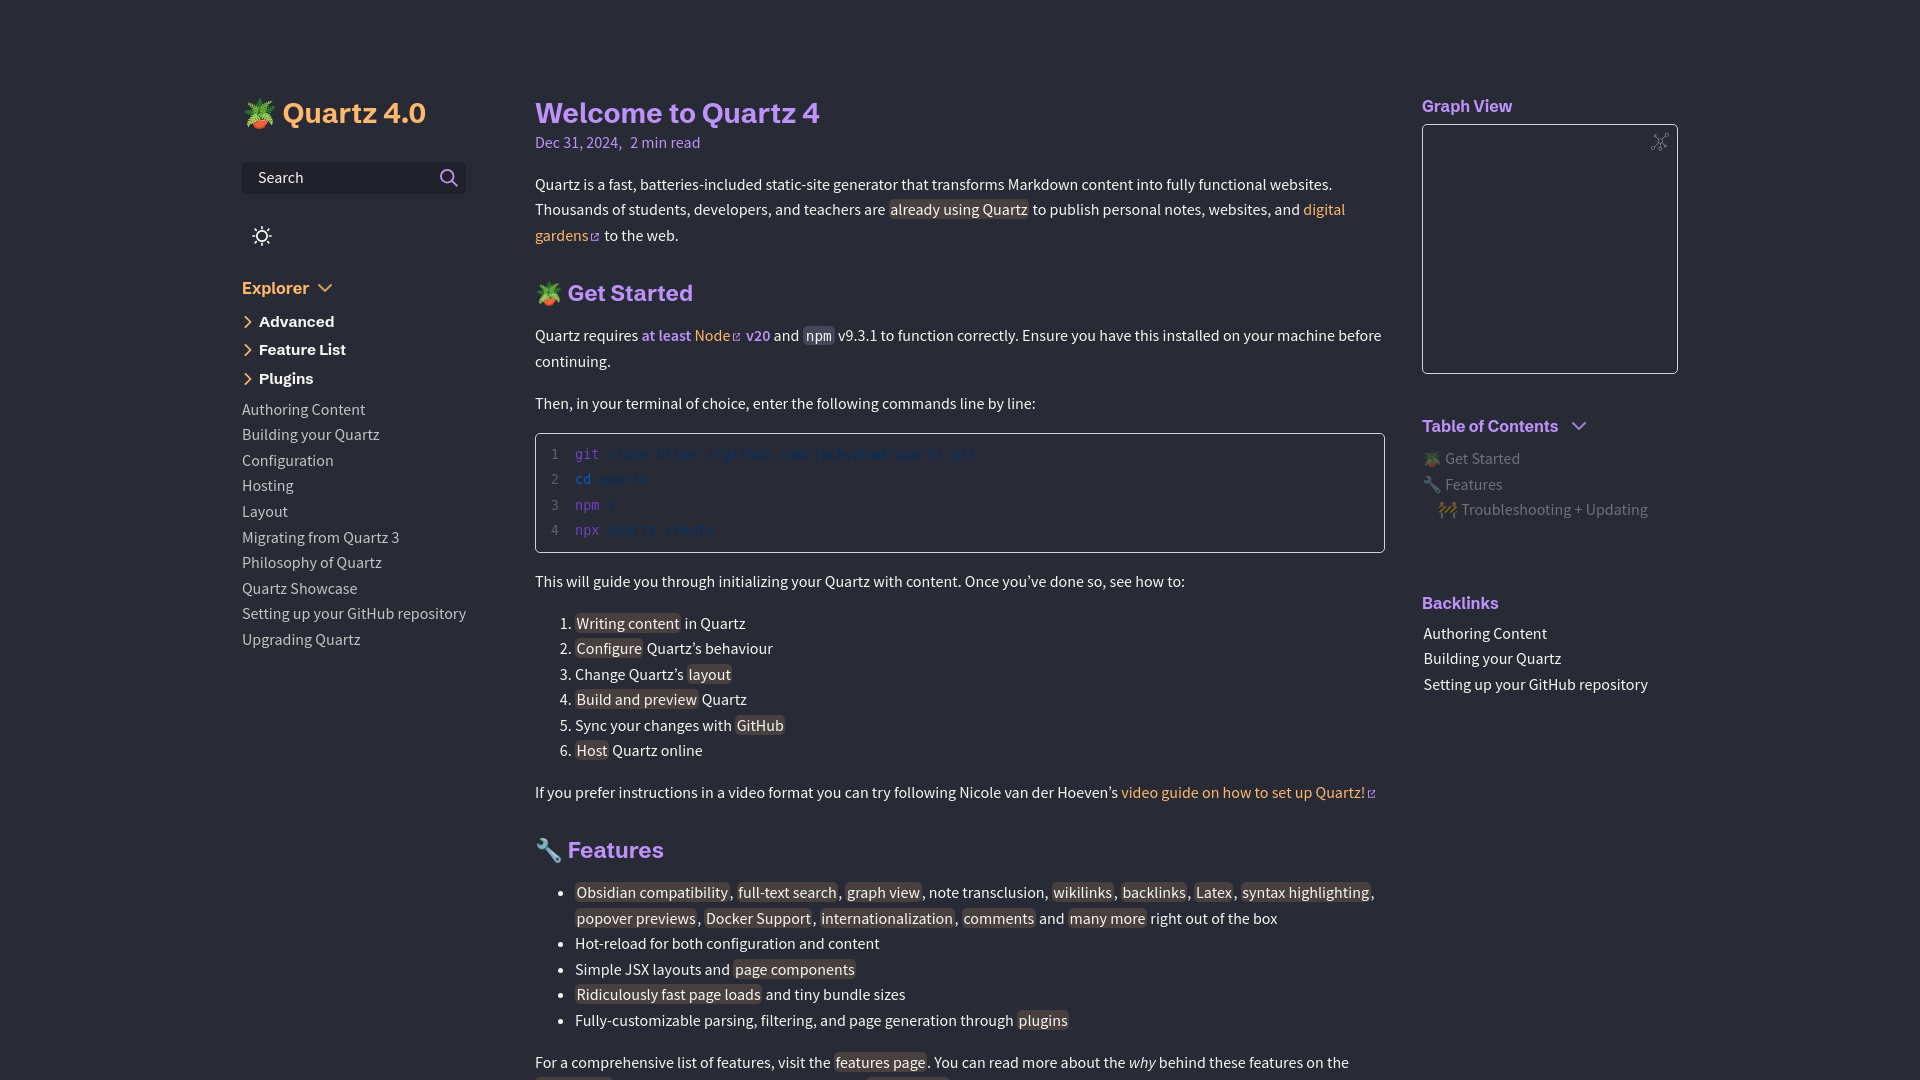 Quartz 4.0
Search
Explorer
Advanced
Feature List
Plugins
Authoring Content
Building your Quartz
Configuration
Hosting
Layout
Migrating from Quartz 3
Philosophy of Quartz
Quartz Showcase
Setting up your GitHub repository
Upgrading Quartz
Welcome to Quartz 4
Dec 31, 2024, 2 min read
Quartz is a fast, batteries-included static-site generator that transforms Markdown content into fully functional websites.
Thousands of students, developers, and teachers are already using Quartz to publish personal notes, websites, and digital
gardens to the web.
Get Started
Quartz requires at least Node v20 and npm v9.3.1 to function correctly. Ensure you have this installed on your machine before
continuing.
Then, in your terminal of choice, enter the following commands line by line:
1 git clone https://github.com/jackyzha0/quartz.git
2 cd quartz
3 npm i
4 npx quartz create
This will guide you through initializing your Quartz with content. Once you’ve done so, see how to:
1. Writing content in Quartz
2. Configure Quartz’s behaviour
3. Change Quartz’s layout
4. Build and preview Quartz
5. Sync your changes with GitHub
6. Host Quartz online
If you prefer instructions in a video format you can try following Nicole van der Hoeven’s video guide on how to set up Quartz!
Features
• Obsidian compatibility, full-text search, graph view, note transclusion, wikilinks, backlinks, Latex, syntax highlighting,
popover previews, Docker Support, internationalization, comments and many more right out of the box
• Hot-reload for both configuration and content
• Simple JSX layouts and page components
• Ridiculously fast page loads and tiny bundle sizes
• Fully-customizable parsing, filtering, and page generation through plugins
For a comprehensive list of features, visit the features page. You can read more about the why behind these features on the
Graph View
Table of Contents
Get Started
Features
Troubleshooting + Updating
Backlinks
Authoring Content
Building your Quartz
Setting up your GitHub repository